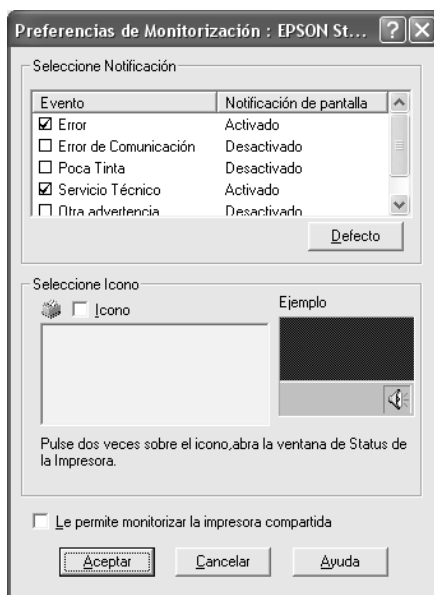 Preferencias de Monitorización : EPSON St...
Seleccione Notificación
Evento Notificación de pantalla
Error Activado
Error de Comunicación Desactivado
Poca Tinta Desactivado
Servicio Técnico Activado
Otra advertencia Desactivado
Defecto
Seleccione Icono
Icono Ejemplo
Pulse dos veces sobre el icono,abra la ventana de Status de
la Impresora.
Le permite monitorizar la impresora compartida
Aceptar Cancelar Ayuda